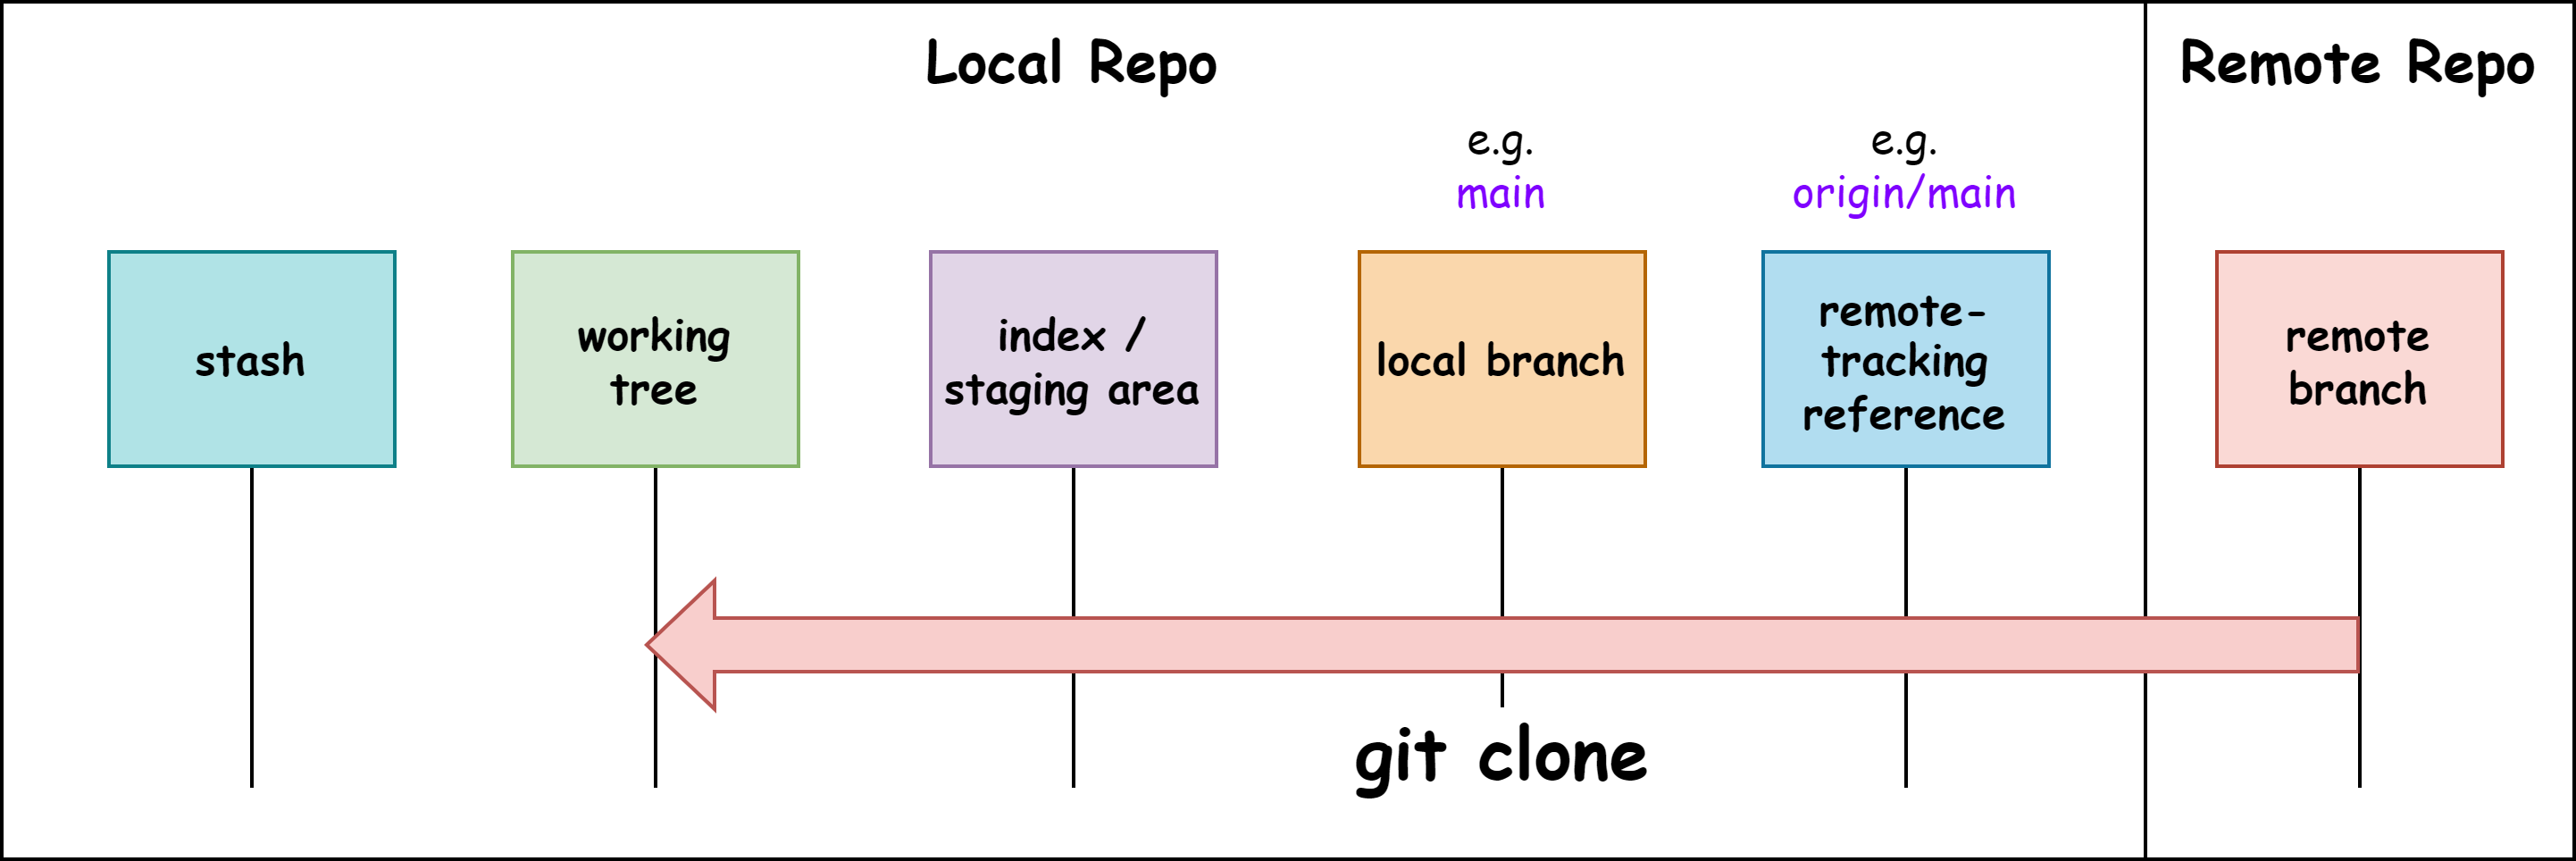 Local Repo
Remote Repo
e.g.
main
e.g.
origin/main
stash
working
tree
index /
staging area
local branch
remote-
tracking
reference
remote
branch
git clone